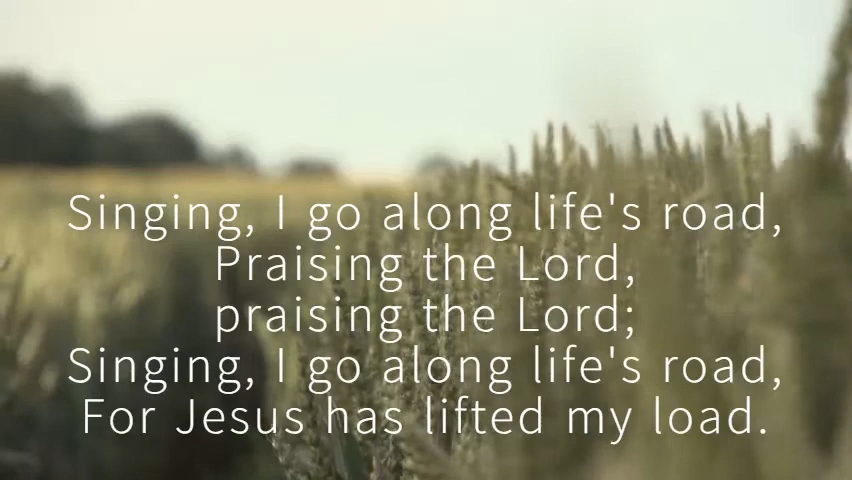 Singing, I go along life's road,
Praising the Lord,
praising the Lord;
Singing, I go along life's road,
For Jesus has lifted my load.